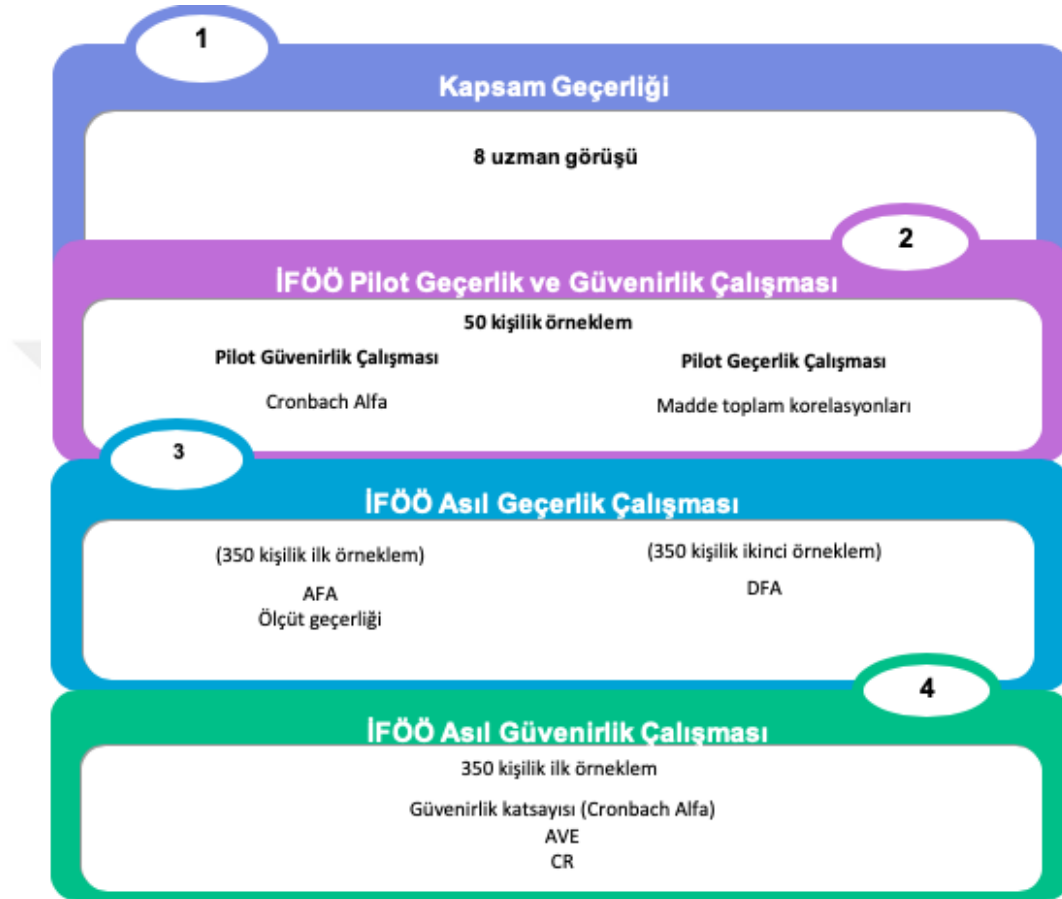 1
Kapsam Geçerliği
8 uzman görüşü
2
İFÖÖ Pilot Geçerlik ve Güvenirlik Çalışması
50 kişilik örneklem
Pilot Güvenirlik Çalışması
Cronbach Alfa
Pilot Geçerlik Çalışması
Madde toplam korelasyonları
3
İFÖÖ Asıl Geçerlik Çalışması
(350 kişilik ilk örneklem)
AFA
Ölçüt geçerliği
(350 kişilik ikinci örneklem)
DFA
4
İFÖÖ Asıl Güvenirlik Çalışması
350 kişilik ilk örneklem
Güvenirlik katsayısı (Cronbach Alfa)
AVE
CR